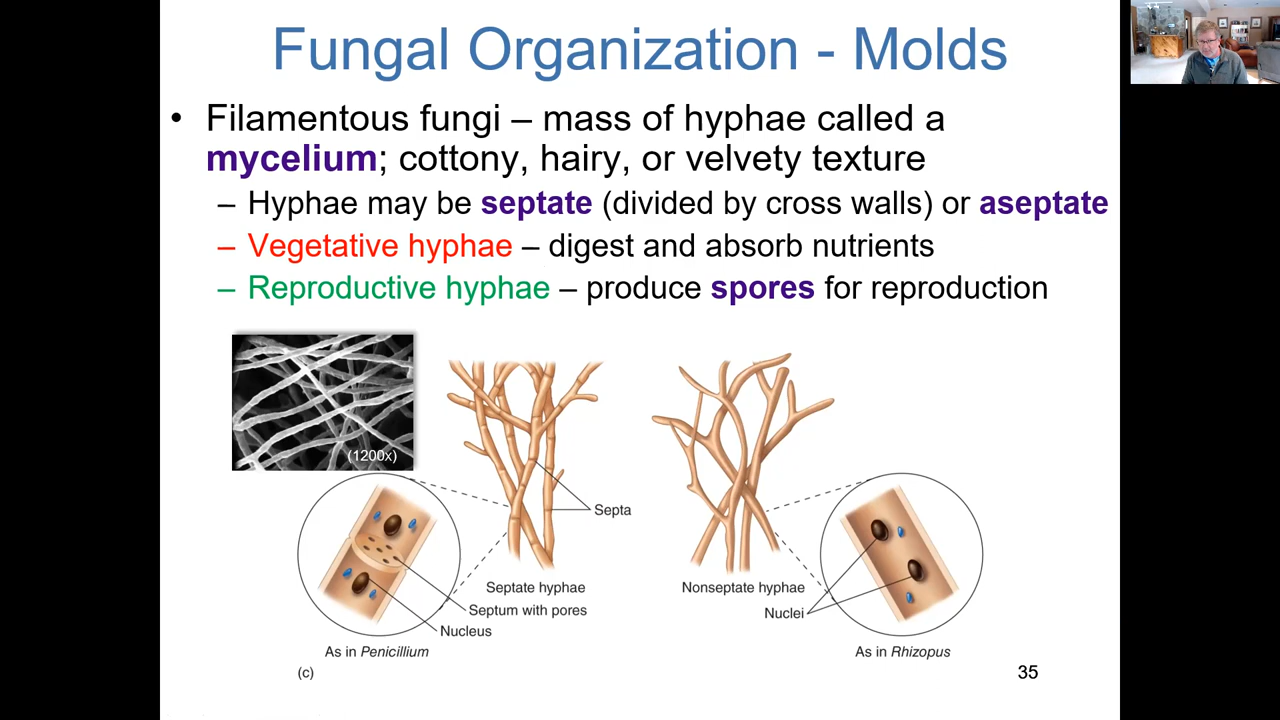 Fungal Organization - Molds
• Filamentous fungi – mass of hyphae called a
mycelium; cottony, hairy, or velvety texture
– Hyphae may be septate (divided by cross walls) or aseptate
– Vegetative hyphae – digest and absorb nutrients
– Reproductive hyphae – produce spores for reproduction
(1200x)
Septa
Septate hyphae
Septum with pores
Nucleus
As in Penicillium
Nonseptate hyphae
Nuclei
As in Rhizopus
(c)
35